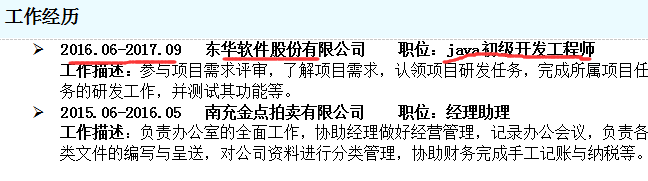 工作经历
➢ 2016.06-2017.09 东华软件股份有限公司 职位：java初级开发工程师
工作描述：参与项目需求评审，了解项目需求，认领项目研发任务，完成所属项目任
务的研发工作，并测试其功能等。
➢ 2015.06-2016.05 南充金点拍卖有限公司 职位：经理助理
工作描述：负责办公室的全面工作，协助经理做好经营管理，记录办公会议，负责各
类文件的编写与呈送，对公司资料进行分类管理，协助财务完成手工记账与纳税等。